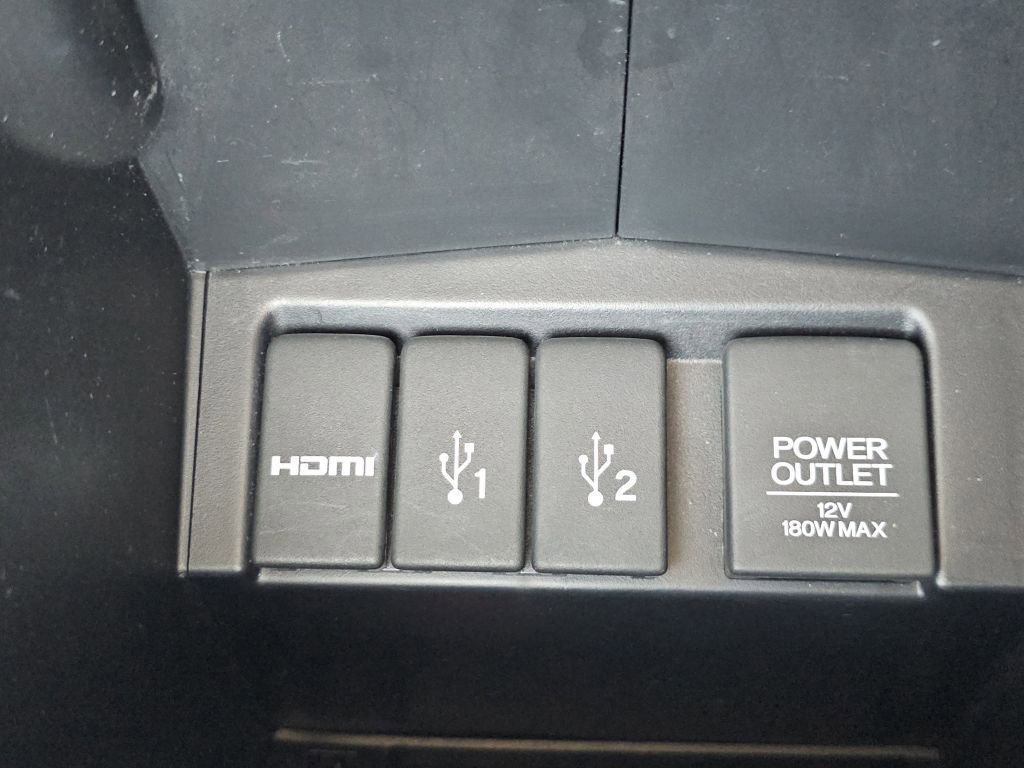 HDMI
1
2
POWER
OUTLET
12V
180W MAX